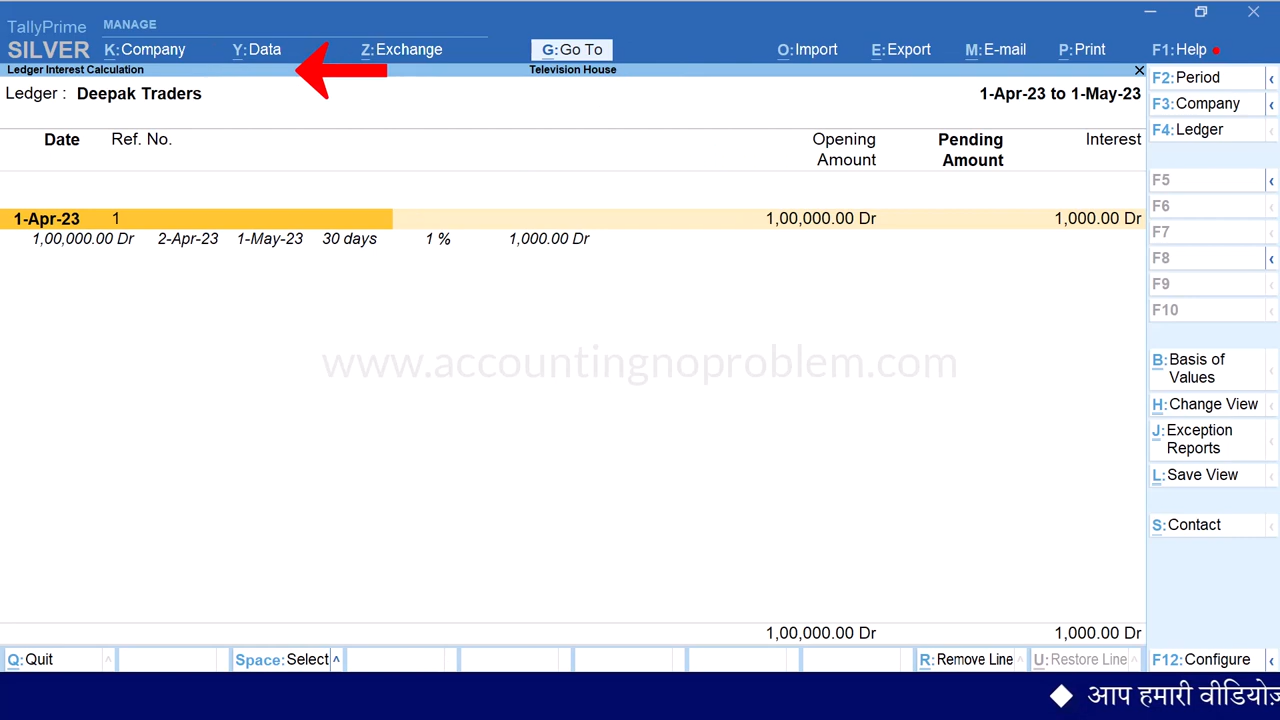 TallyPrime
MANAGE
SILVER K:Company Y:Data Z:Exchange G:Go To O:Import E:Export M:E-mail P:Print F1:Help
Ledger Interest Calculation Television House
Ledger : Deepak Traders 1-Apr-23 to 1-May-23
Date Ref. No. Opening Amount Pending Amount Interest
1-Apr-23 1 1,00,000.00 Dr 1,000.00 Dr
1,00,000.00 Dr 2-Apr-23 1-May-23 30 days 1 % 1,000.00 Dr
www.accountingnoproblem.com
1,00,000.00 Dr 1,000.00 Dr
Q:Quit Space:Select R:Remove Line U:Restore Line
F2:Period
F3:Company
F4:Ledger
F5
F6
F7
F8
F9
F10
B:Basis of
Values
H:Change View
J:Exception
Reports
L:Save View
S:Contact
F12:Configure
आप हमारी वीडियोज़